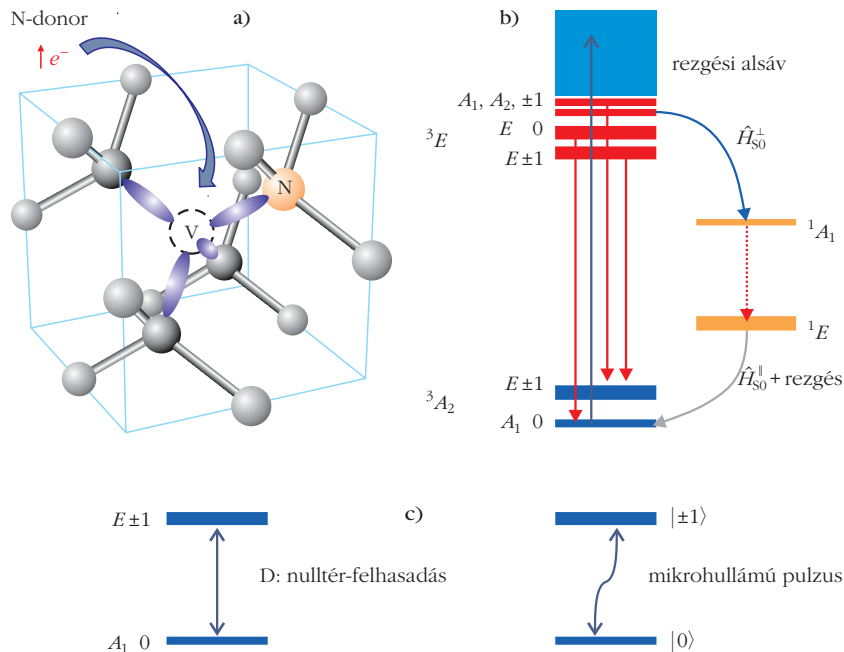 N-donor
a)
e⁻
N
V
b)
rezgési alsáv
A₁, A₂, ±1
³E
E 0
E ±1
Ĥ⊥SO
¹A₁
¹E
E ±1
Ĥ∥SO + rezgés
³A₂
A₁ 0
c)
E ±1
D: nulltér-felhasadás
A₁ 0
|±1⟩
mikrohullámú pulzus
|0⟩